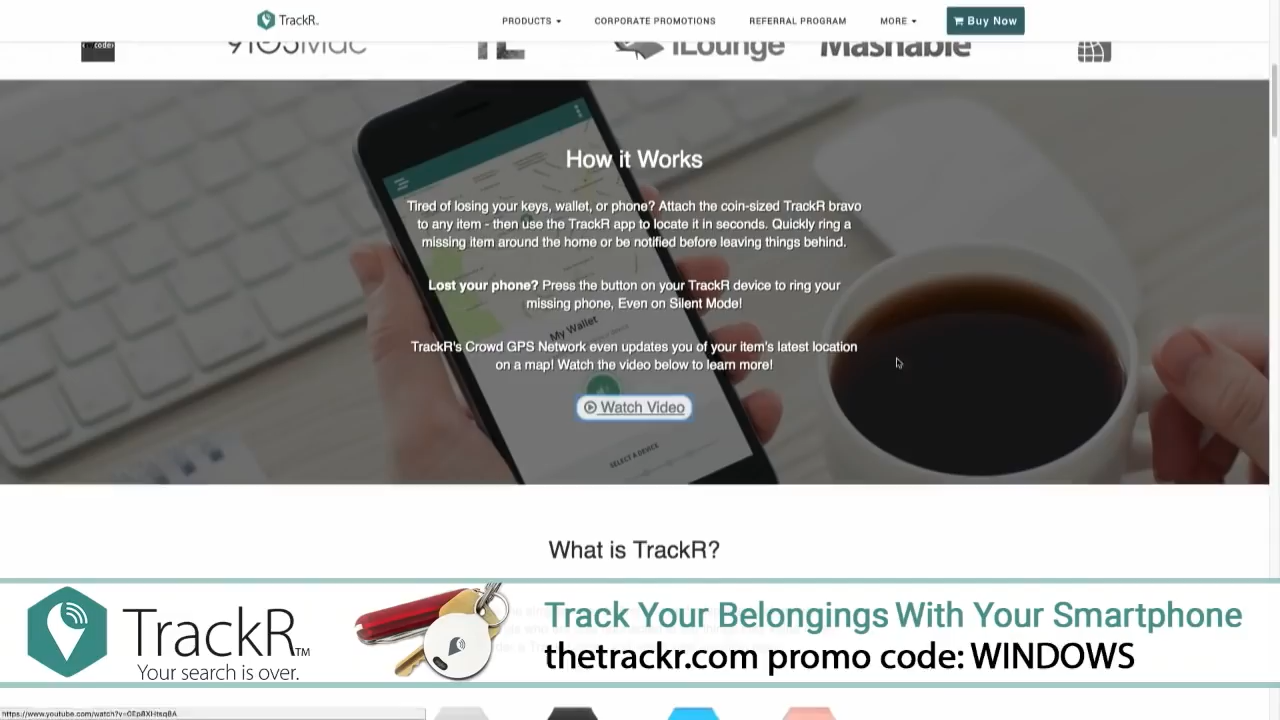 TrackR.
PRODUCTS
CORPORATE PROMOTIONS
REFERRAL PROGRAM
MORE
Buy Now
<code>
9TO5Mac
iLounge
Mashable
How it Works
Tired of losing your keys, wallet, or phone? Attach the coin-sized TrackR bravo
to any item - then use the TrackR app to locate it in seconds. Quickly ring a
missing item around the home or be notified before leaving things behind.
Lost your phone? Press the button on your TrackR device to ring your
missing phone, Even on Silent Mode!
My Wallet
TrackR's Crowd GPS Network even updates you of your item's latest location
on a map! Watch the video below to learn more!
Watch Video
SELECT A DEVICE
What is TrackR?
TrackR™
Your search is over.
Track Your Belongings With Your Smartphone
thetrackr.com promo code: WINDOWS